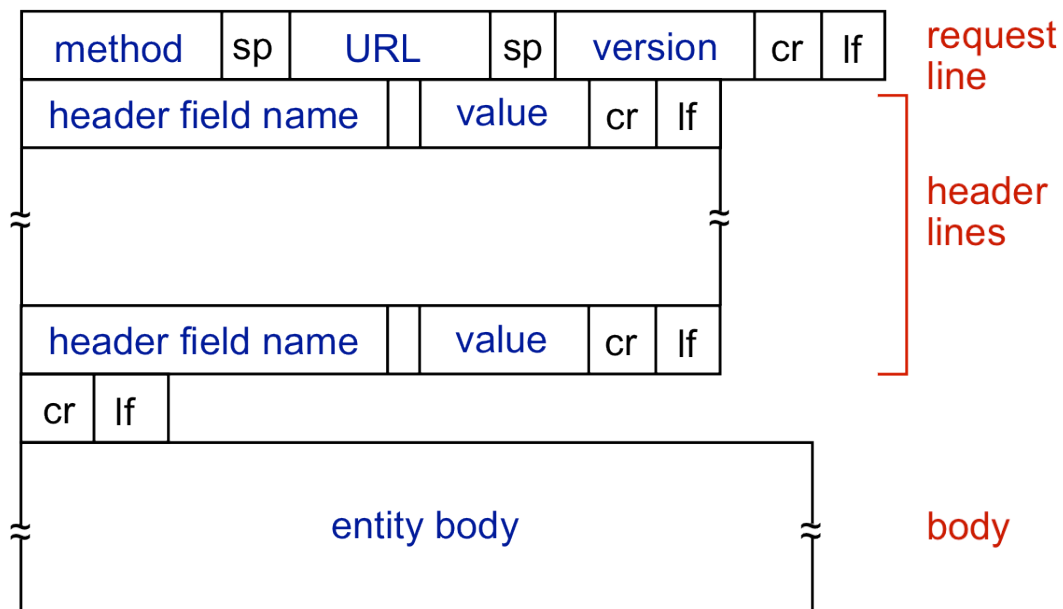 method sp URL sp version cr lf request
line
header field name value cr lf
header
lines
header field name value cr lf
cr lf
entity body body